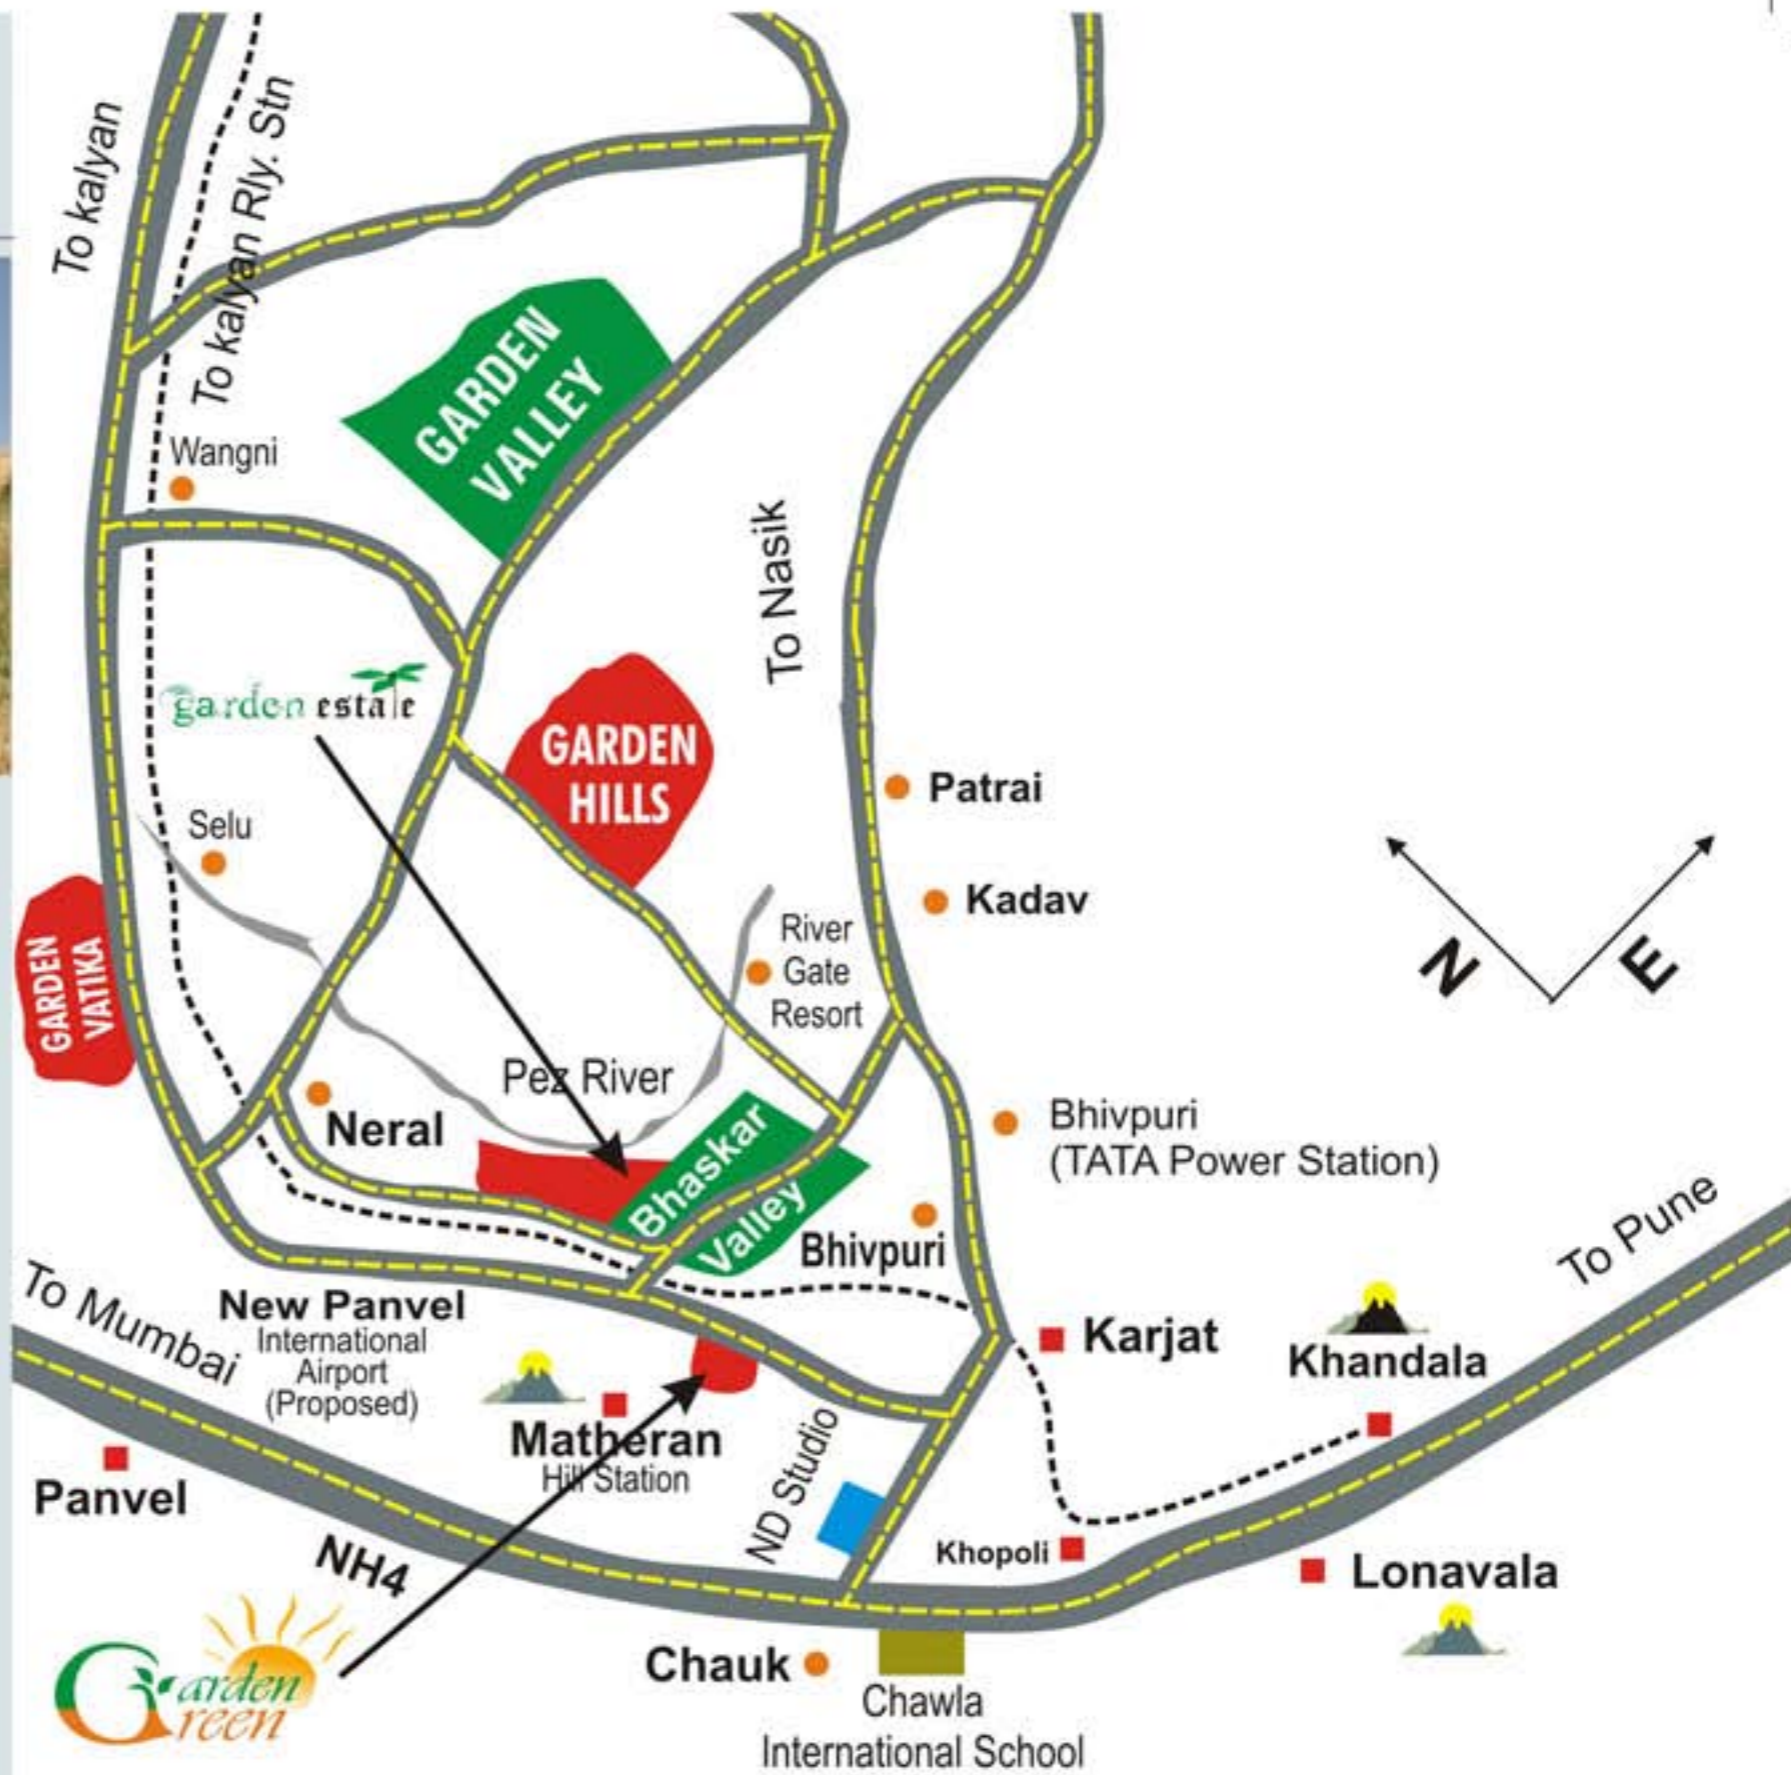 To kalyan
To kalyan Rly. Stn
GARDEN
VALLEY
Wangni
To Nasik
garden estate
GARDEN
HILLS
Patrai
Selu
Kadav
River
Gate
Resort
GARDEN
VATIKA
N
E
Pez River
Neral
Bhaskar
Valley
Bhivpuri
(TATA Power Station)
Bhivpuri
To Pune
To Mumbai
New Panvel
International
Airport
(Proposed)
Karjat
Khandala
Matheran
Hill Station
ND Studio
Panvel
NH4
Khopoli
Lonavala
Garden
Green
Chauk
Chawla
International School